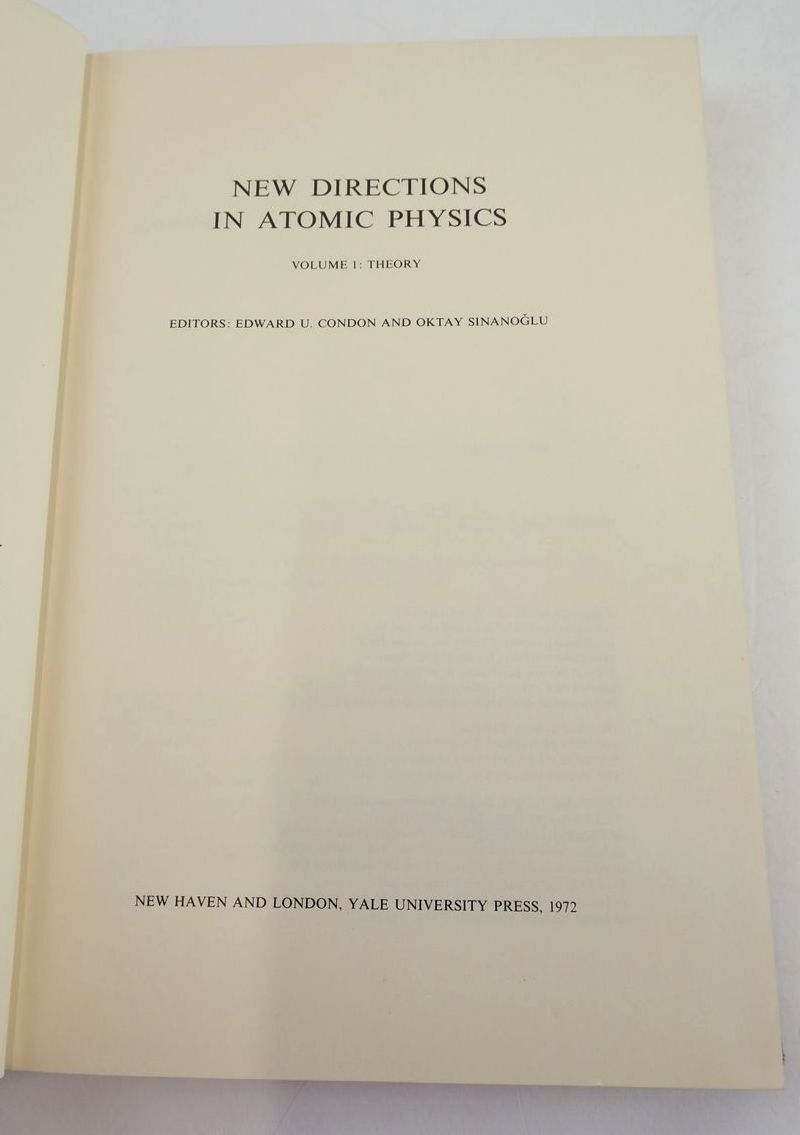 NEW DIRECTIONS
IN ATOMIC PHYSICS
VOLUME 1: THEORY
EDITORS: EDWARD U. CONDON AND OKTAY SINANOĞLU
NEW HAVEN AND LONDON, YALE UNIVERSITY PRESS, 1972